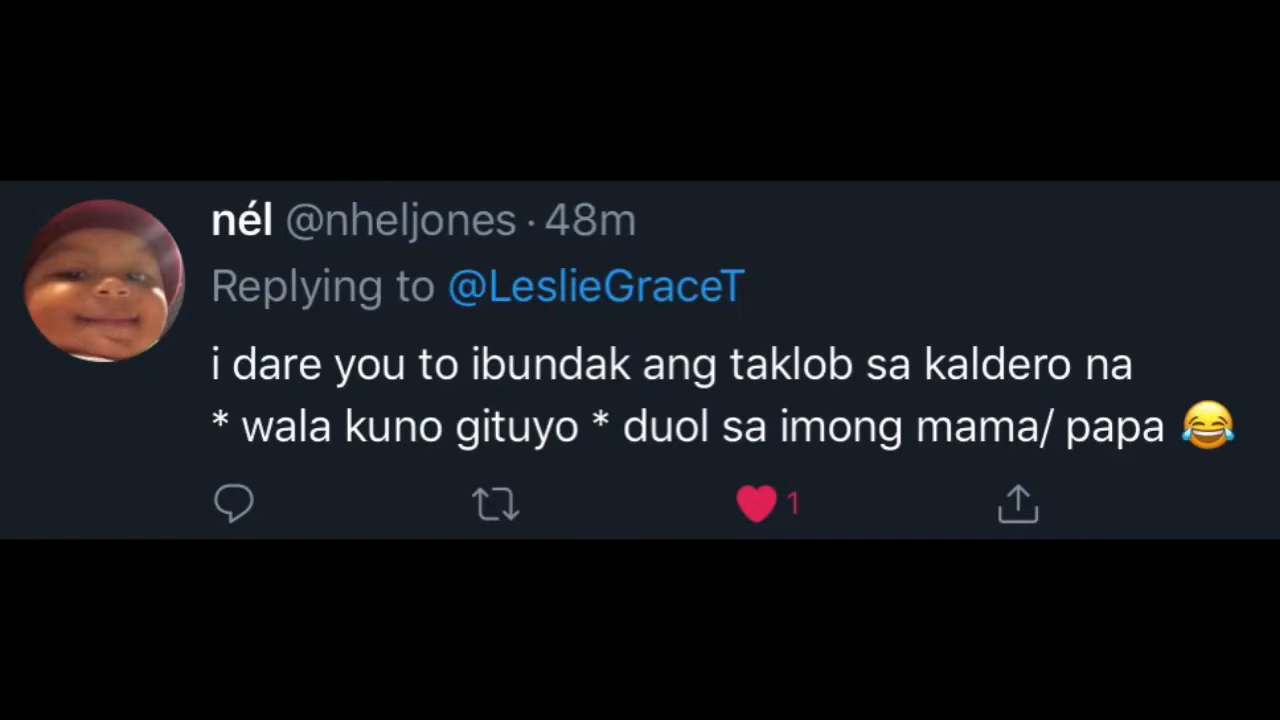 nél @nheljones · 48m
Replying to @LeslieGraceT
i dare you to ibundak ang taklob sa kaldero na
* wala kuno gituyo * duol sa imong mama/ papa 😂
1